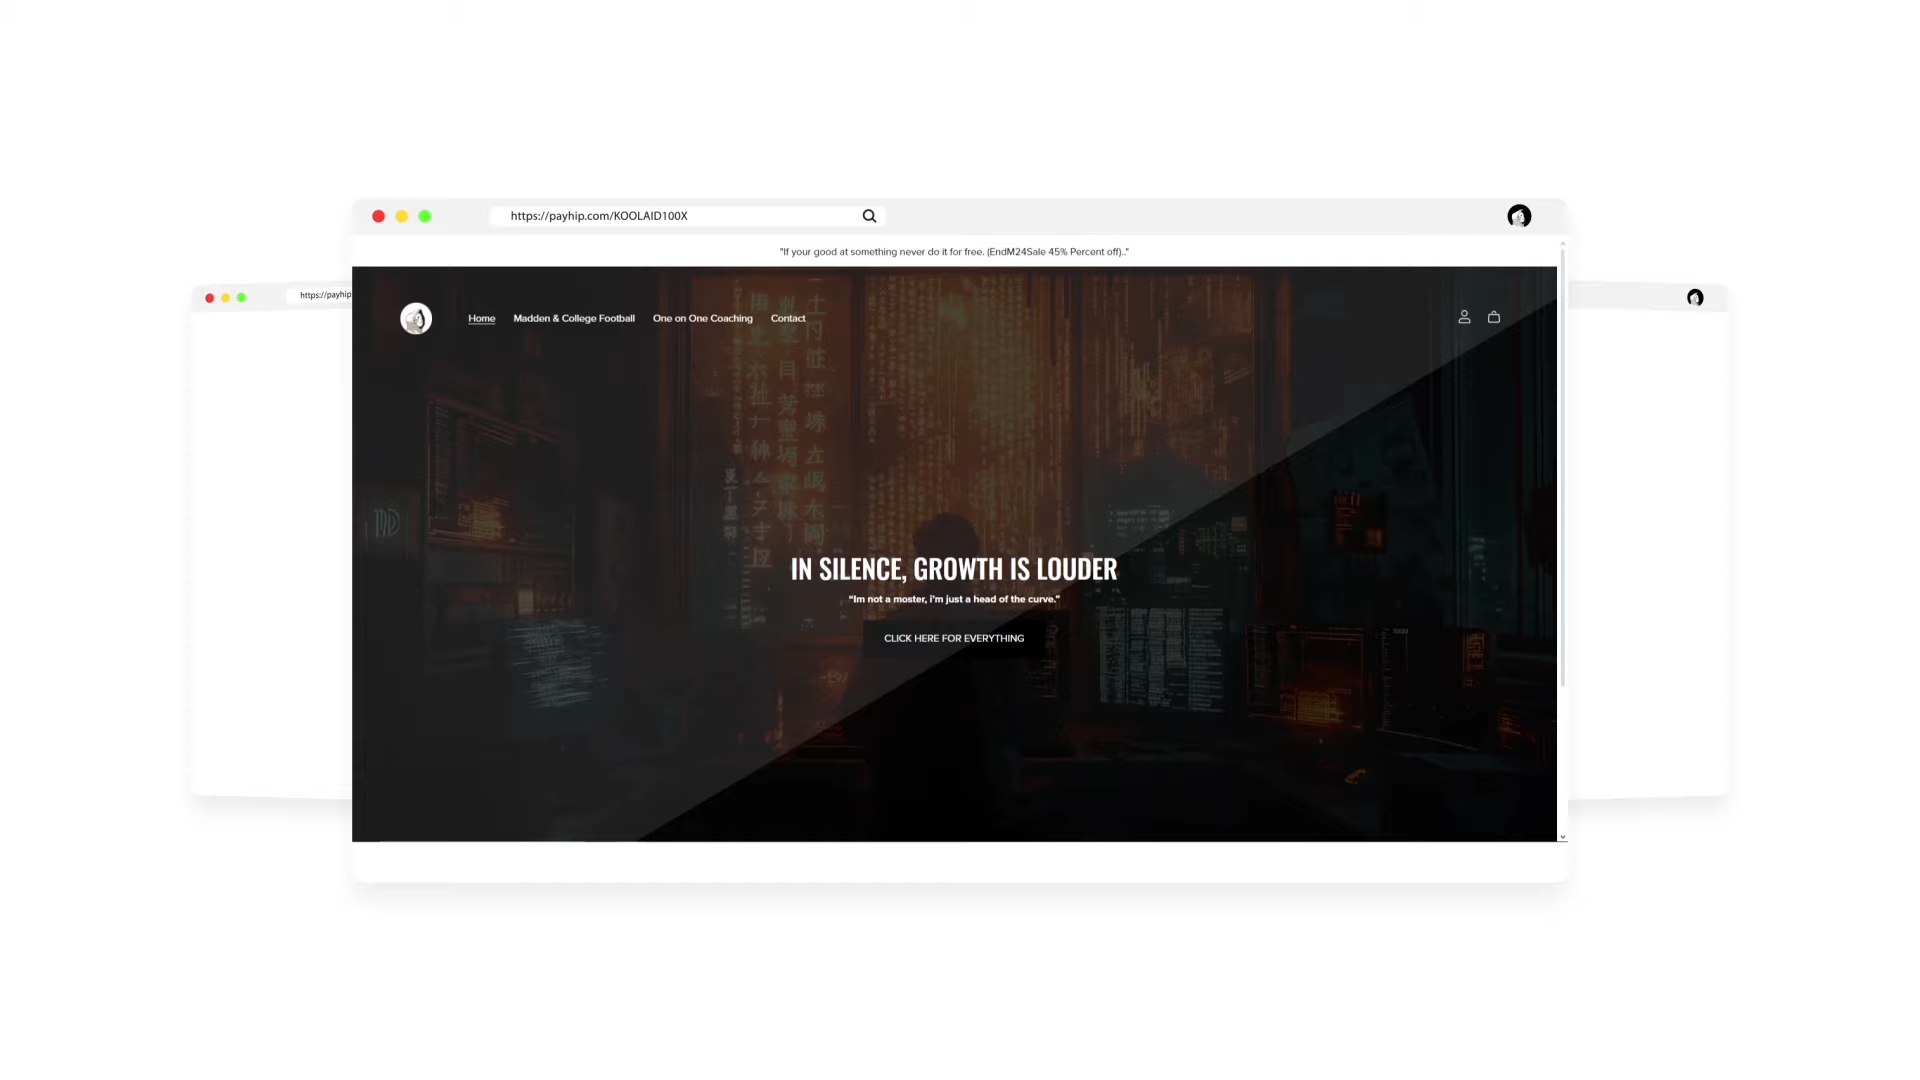 https://payhip.com/KOOLAID100X
"If your good at something never do it for free. (EndM24Sale 45% Percent off).."
https://payhip
Home Madden & College Football One on One Coaching Contact
IN SILENCE, GROWTH IS LOUDER
“Im not a moster, i'm just a head of the curve.”
CLICK HERE FOR EVERYTHING